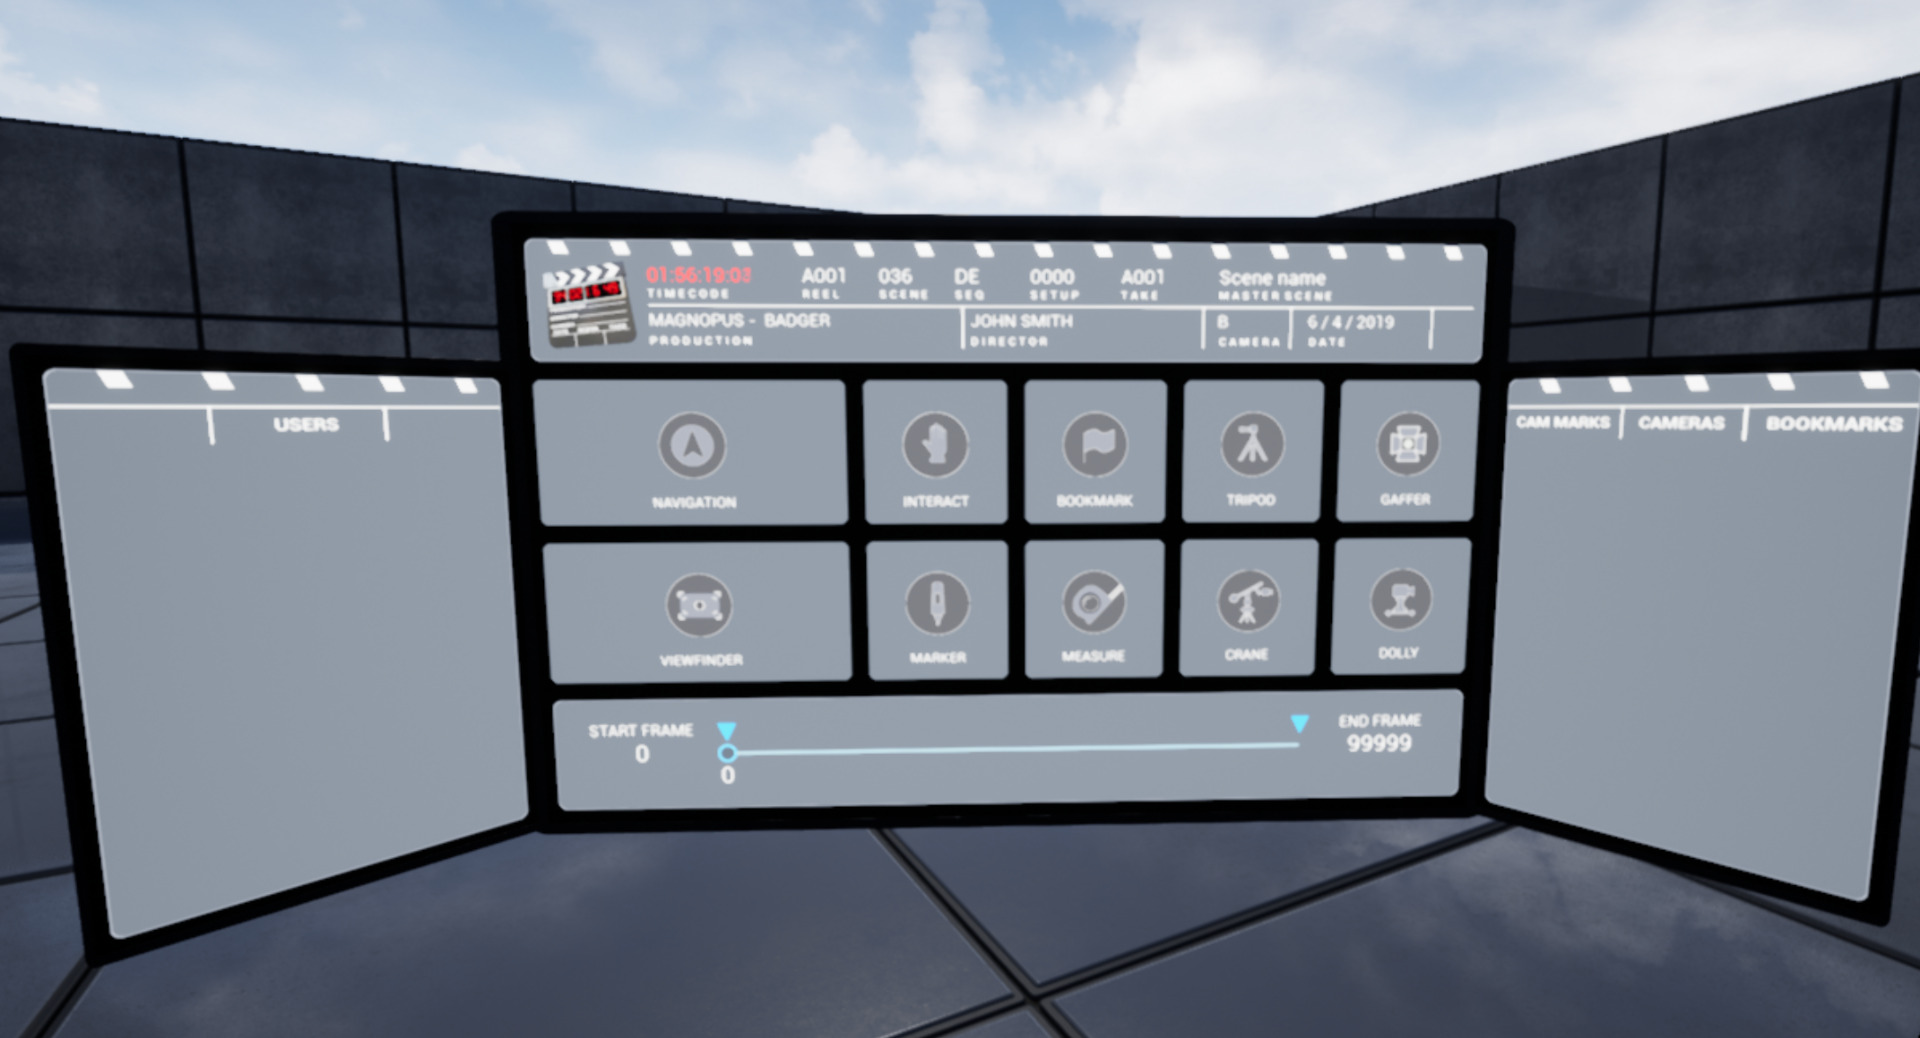 01:56:19:03 A001 036 DE 0000 A001 Scene name
TIMECODE REEL SCENE SEQ SETUP TAKE MASTER SCENE
MAGNOPUS - BADGER JOHN SMITH B 6/4/2019
PRODUCTION DIRECTOR CAMERA DATE
USERS
CAM MARKS CAMERAS BOOKMARKS
NAVIGATION INTERACT BOOKMARK TRIPOD GAFFER
VIEWFINDER MARKER MEASURE CRANE DOLLY
START FRAME END FRAME
0 99999
0